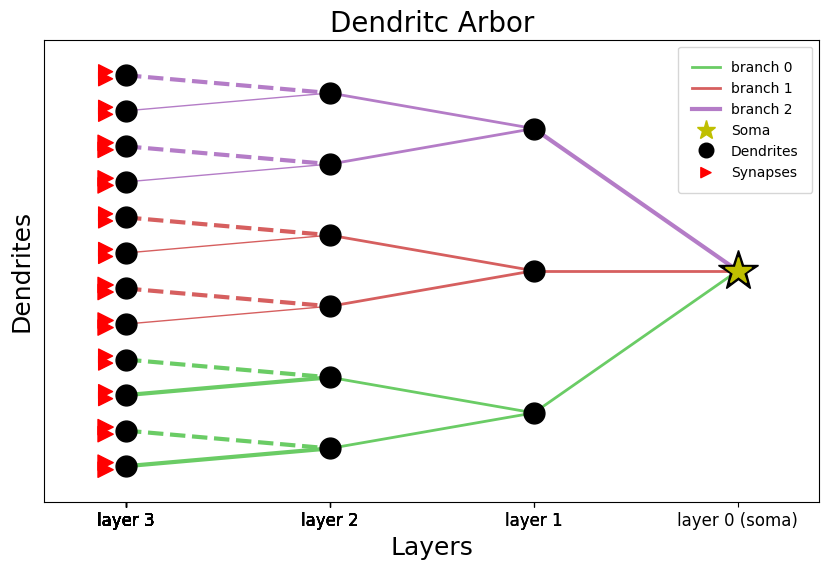 Dendritc Arbor
branch 0
branch 1
branch 2
Soma
Dendrites
Synapses
Dendrites
layer 3
layer 2
layer 1
layer 0 (soma)
Layers